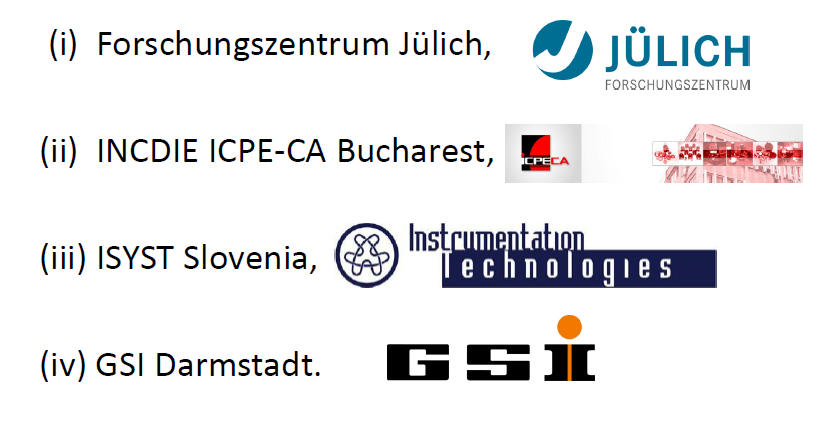 (i) Forschungszentrum Jülich,
JÜLICH
FORSCHUNGSZENTRUM
(ii) INCDIE ICPE-CA Bucharest,
ICPECA
(iii) ISYST Slovenia,
Instrumentation
Technologies
(iv) GSI Darmstadt.
GSI